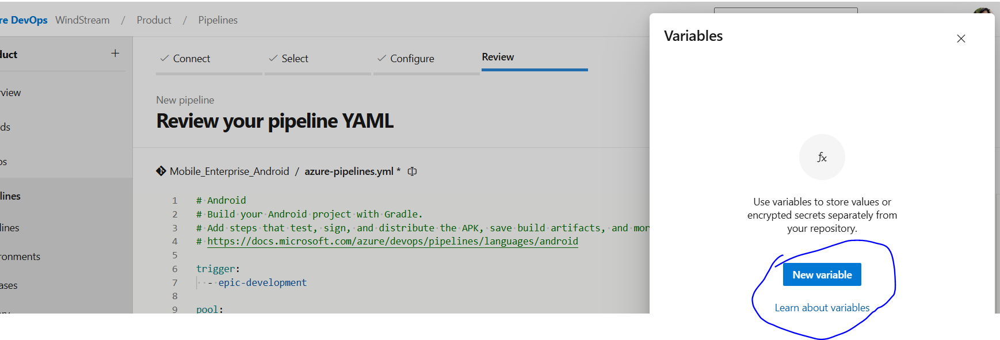 re DevOps WindStream / Product / Pipelines
duct +
Connect Select Configure Review
Variables
rview
ds
os
lines
lines
ronments
ases
New pipeline
Review your pipeline YAML
Mobile_Enterprise_Android / azure-pipelines.yml *
1 # Android
2 # Build your Android project with Gradle.
3 # Add steps that test, sign, and distribute the APK, save build artifacts, and mor
4 # https://docs.microsoft.com/azure/devops/pipelines/languages/android
5
6 trigger:
7 - epic-development
8
9 pool:
fx
Use variables to store values or
encrypted secrets separately from
your repository.
New variable
Learn about variables